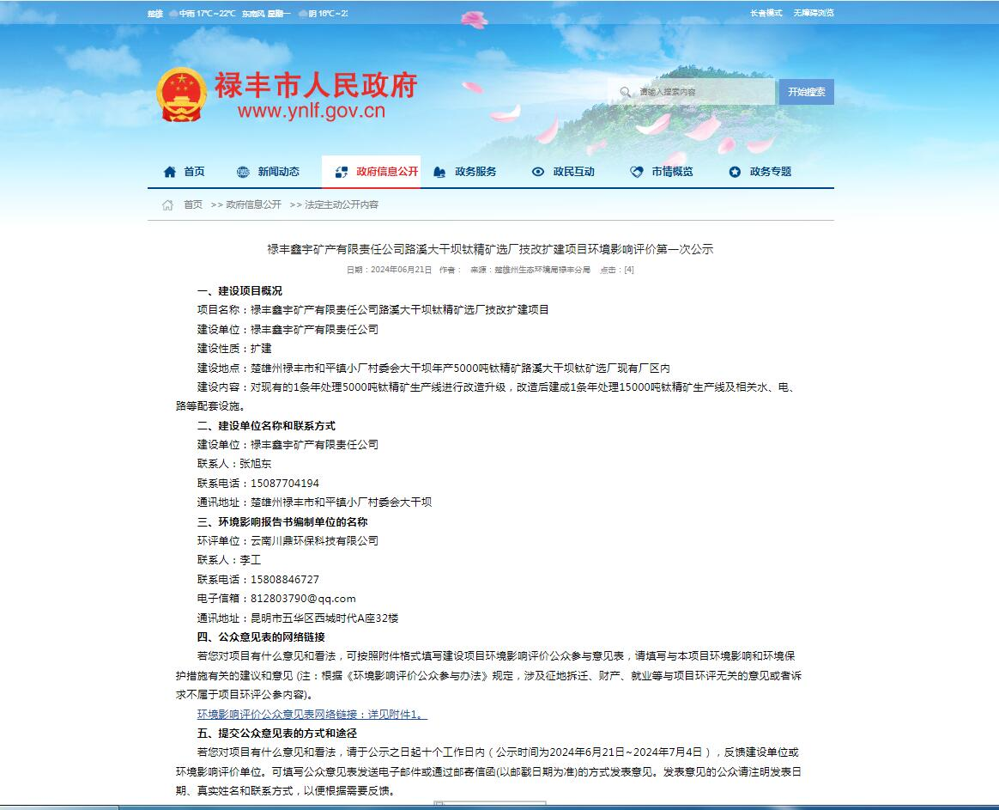 楚雄 中雨 17℃~22℃ 东南风 星期一 阴 16℃~2
长者模式 无障碍浏览
禄丰市人民政府
www.ynlf.gov.cn
请输入搜索内容 开始搜索
首页 新闻动态 政府信息公开 政务服务 政民互动 市情概览 政务专题
首页 >> 政府信息公开 >> 法定主动公开内容
禄丰鑫宇矿产有限责任公司路溪大干坝钛精矿选厂技改扩建项目环境影响评价第一次公示
日期：2024年06月21日 作者： 来源：楚雄州生态环境局禄丰分局 点击：[4]
一、建设项目概况
项目名称：禄丰鑫宇矿产有限责任公司路溪大干坝钛精矿选厂技改扩建项目
建设单位：禄丰鑫宇矿产有限责任公司
建设性质：扩建
建设地点：楚雄州禄丰市和平镇小厂村委会大干坝年产5000吨钛精矿路溪大干坝钛矿选厂现有厂区内
建设内容：对现有的1条年处理5000吨钛精矿生产线进行改造升级，改造后建成1条年处理15000吨钛精矿生产线及相关水、电、
路等配套设施。
二、建设单位名称和联系方式
建设单位：禄丰鑫宇矿产有限责任公司
联系人：张旭东
联系电话：15087704194
通讯地址：楚雄州禄丰市和平镇小厂村委会大干坝
三、环境影响报告书编制单位的名称
环评单位：云南川鼎环保科技有限公司
联系人：李工
联系电话：15808846727
电子信箱：812803790@qq.com
通讯地址：昆明市五华区西城时代A座32楼
四、公众意见表的网络链接
若您对项目有什么意见和看法，可按照附件格式填写建设项目环境影响评价公众参与意见表，请填写与本项目环境影响和环境保
护措施有关的建议和意见 (注：根据《环境影响评价公众参与办法》规定，涉及征地拆迁、财产、就业等与项目环评无关的意见或者诉
求不属于项目环评公参内容)。
环境影响评价公众意见表网络链接：详见附件1。
五、提交公众意见表的方式和途径
若您对项目有什么意见和看法，请于公示之日起十个工作日内（公示时间为2024年6月21日~2024年7月4日），反馈建设单位或
环境影响评价单位。可填写公众意见表发送电子邮件或通过邮寄信函(以邮戳日期为准)的方式发表意见。发表意见的公众请注明发表日
期、真实姓名和联系方式，以便根据需要反馈。